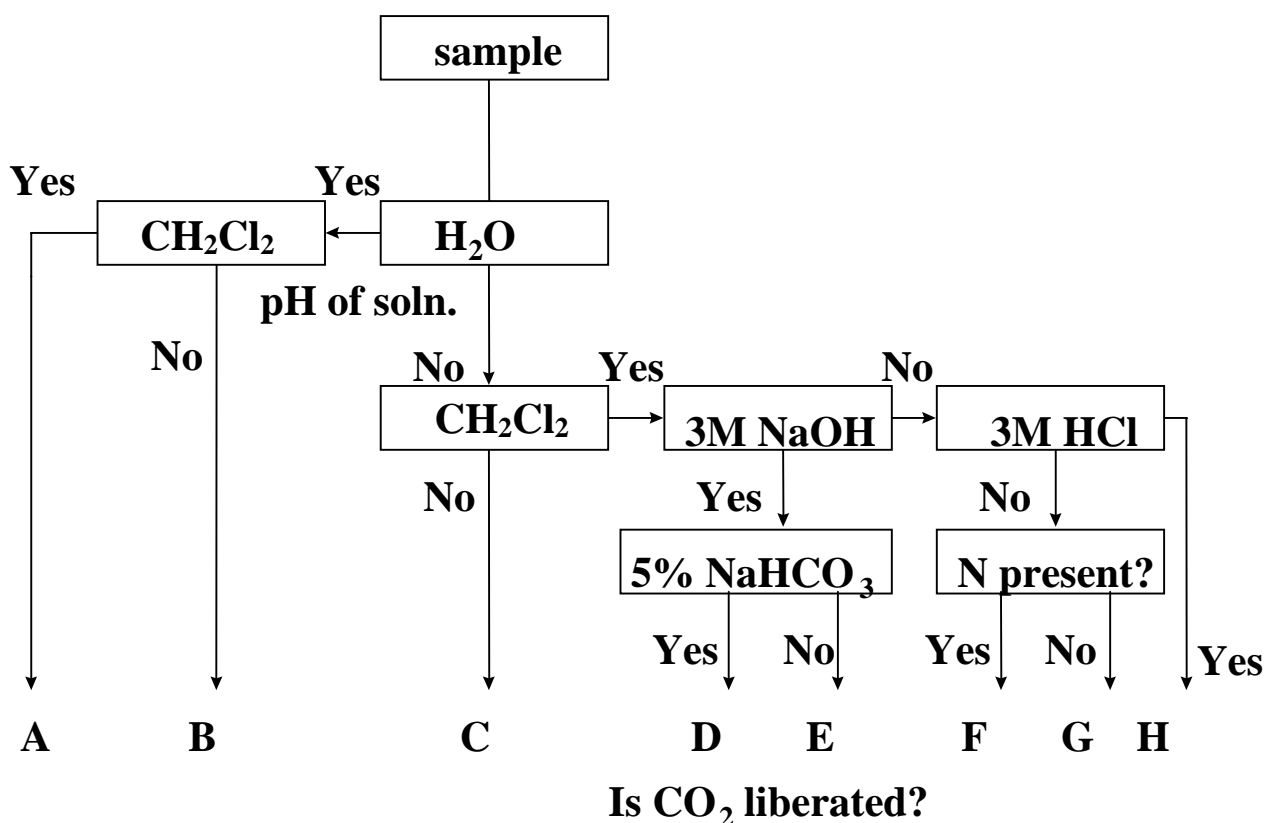 sample
Yes Yes
CH₂Cl₂ H₂O
pH of soln.
No
No Yes No
CH₂Cl₂ 3M NaOH 3M HCl
No Yes No
5% NaHCO₃ N present?
Yes No Yes No Yes
A B C D E F G H
Is CO₂ liberated?